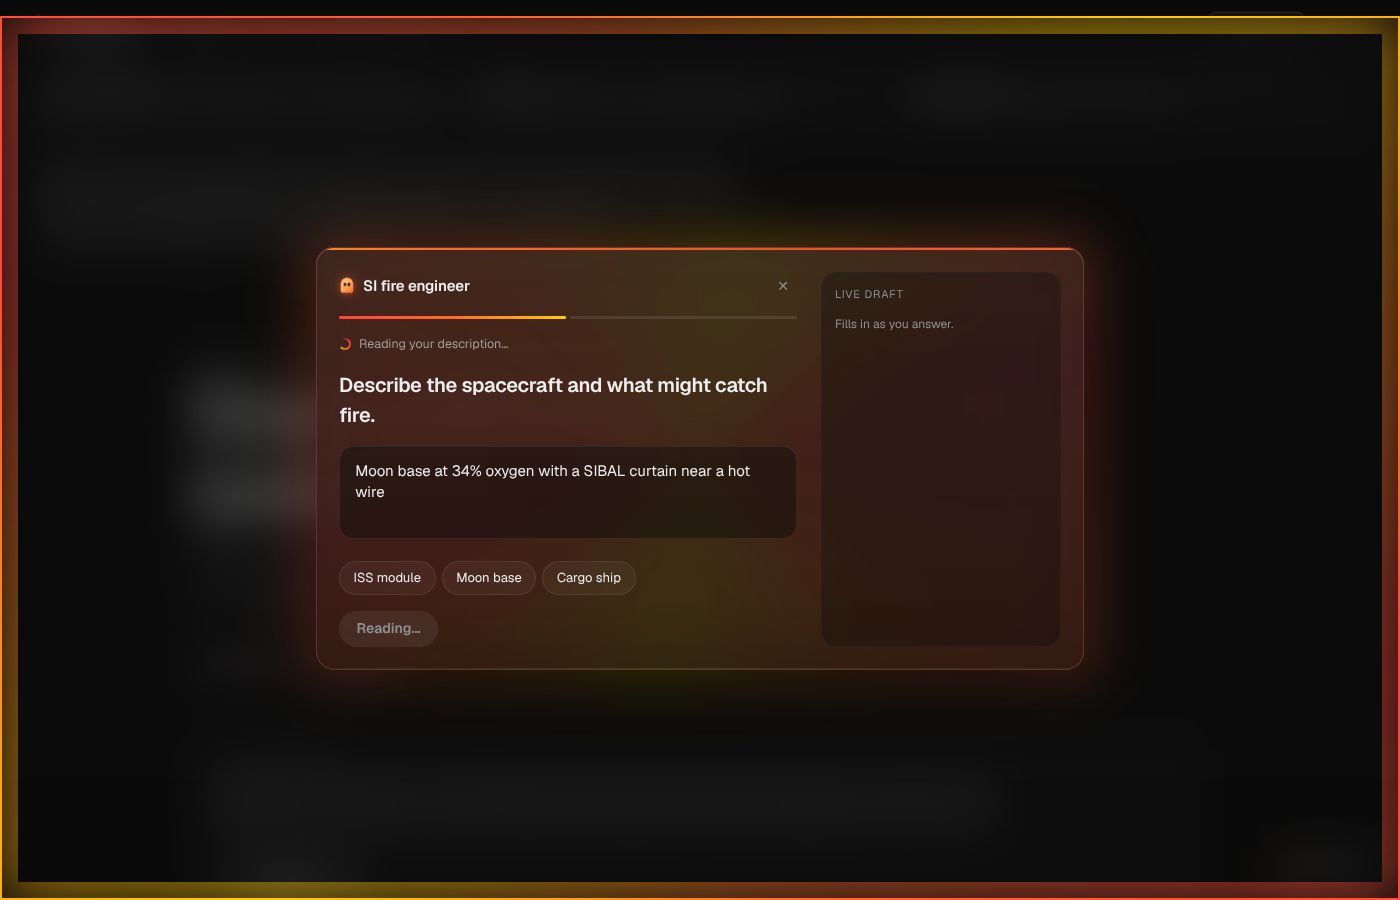 SI fire engineer
×
Reading your description...
Describe the spacecraft and what might catch
fire.
Moon base at 34% oxygen with a SIBAL curtain near a hot
wire
ISS module
Moon base
Cargo ship
Reading...
LIVE DRAFT
Fills in as you answer.